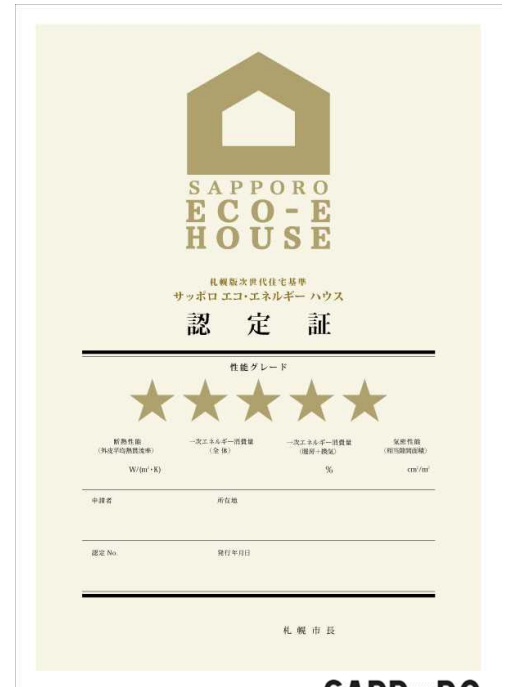 SAPPORO
ECO-E
HOUSE
札幌版次世代住宅基準
サッポロ エコ・エネルギー ハウス
認定証
性能グレード
断熱性能 一次エネルギー消費量 一次エネルギー消費量 気密性能
(外皮平均熱貫流率) (全体) (暖房+換気) (相当隙間面積)
W/(m²・K) % cm²/m²
申請者 所在地
認定 No. 発行年月日
札幌市長